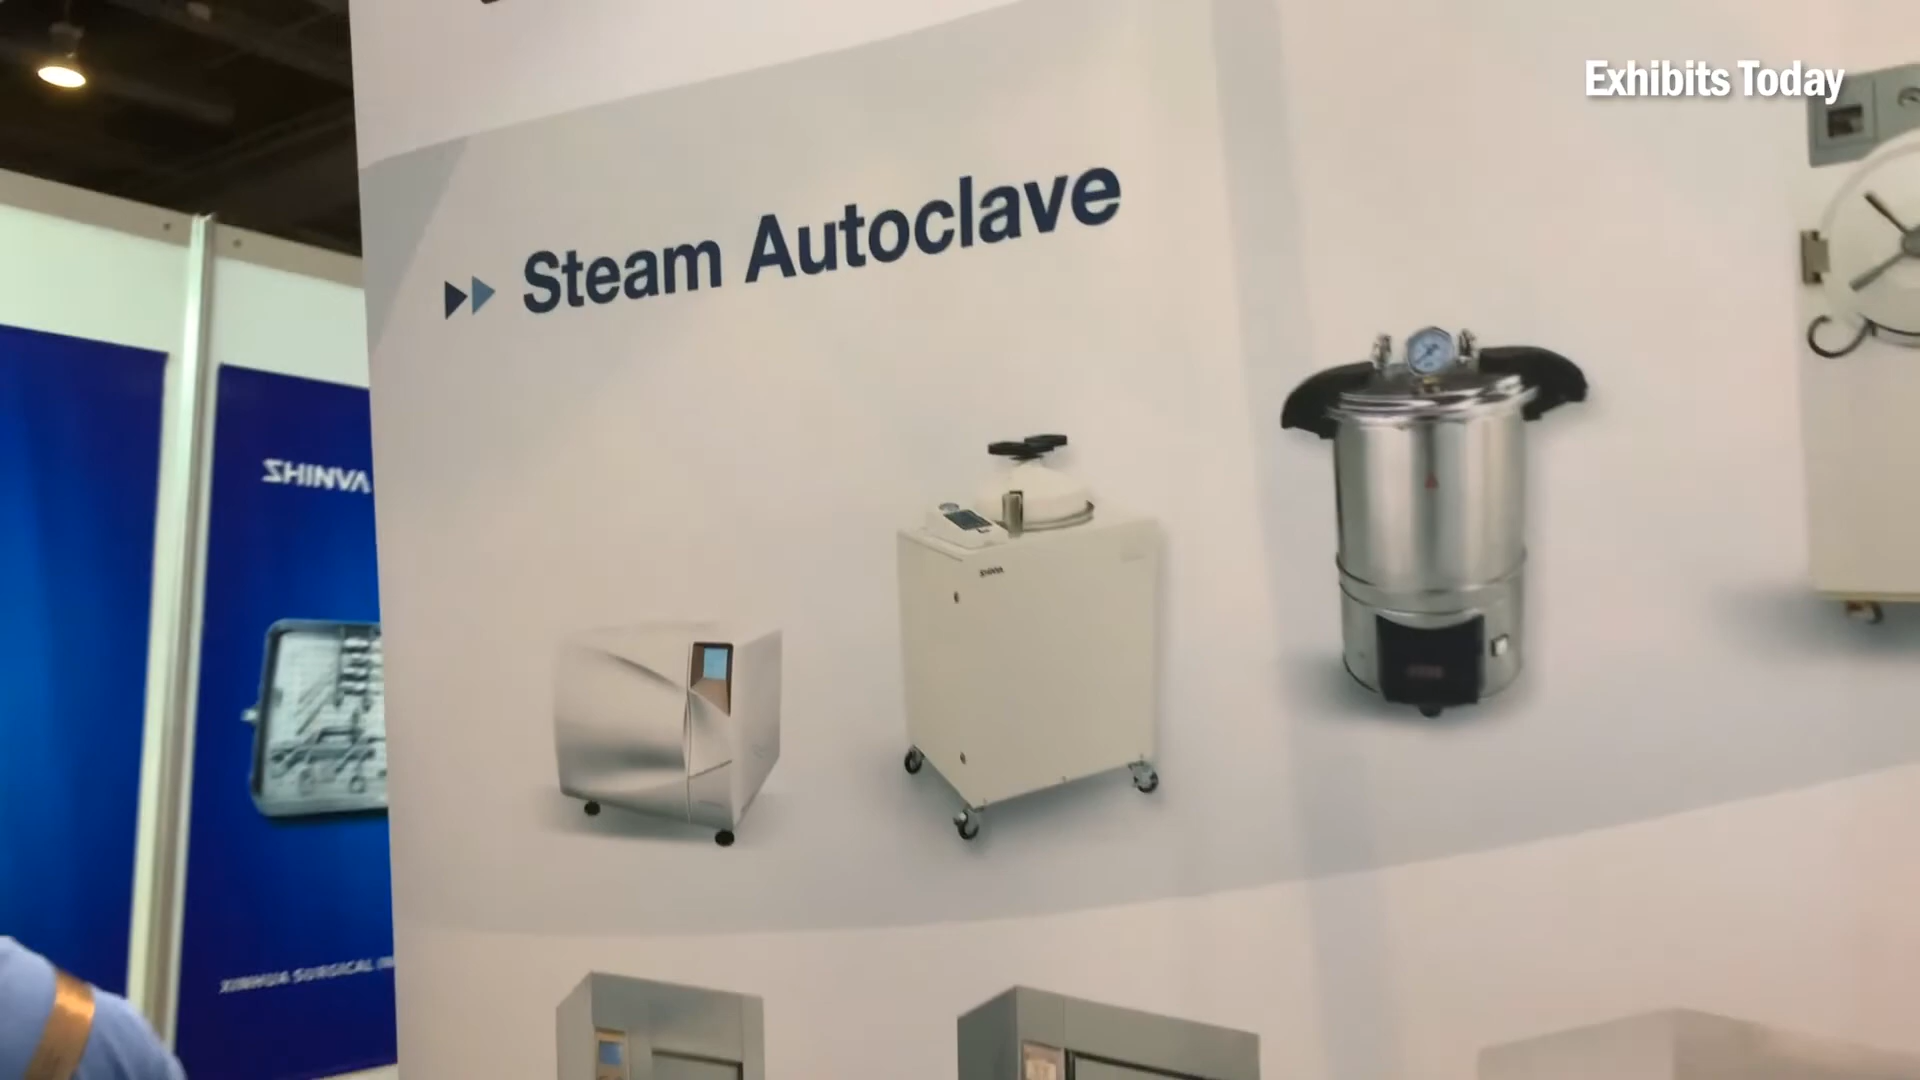 Exhibits Today
Steam Autoclave
SHINVA
SHINVA
XINHUA SURGICAL